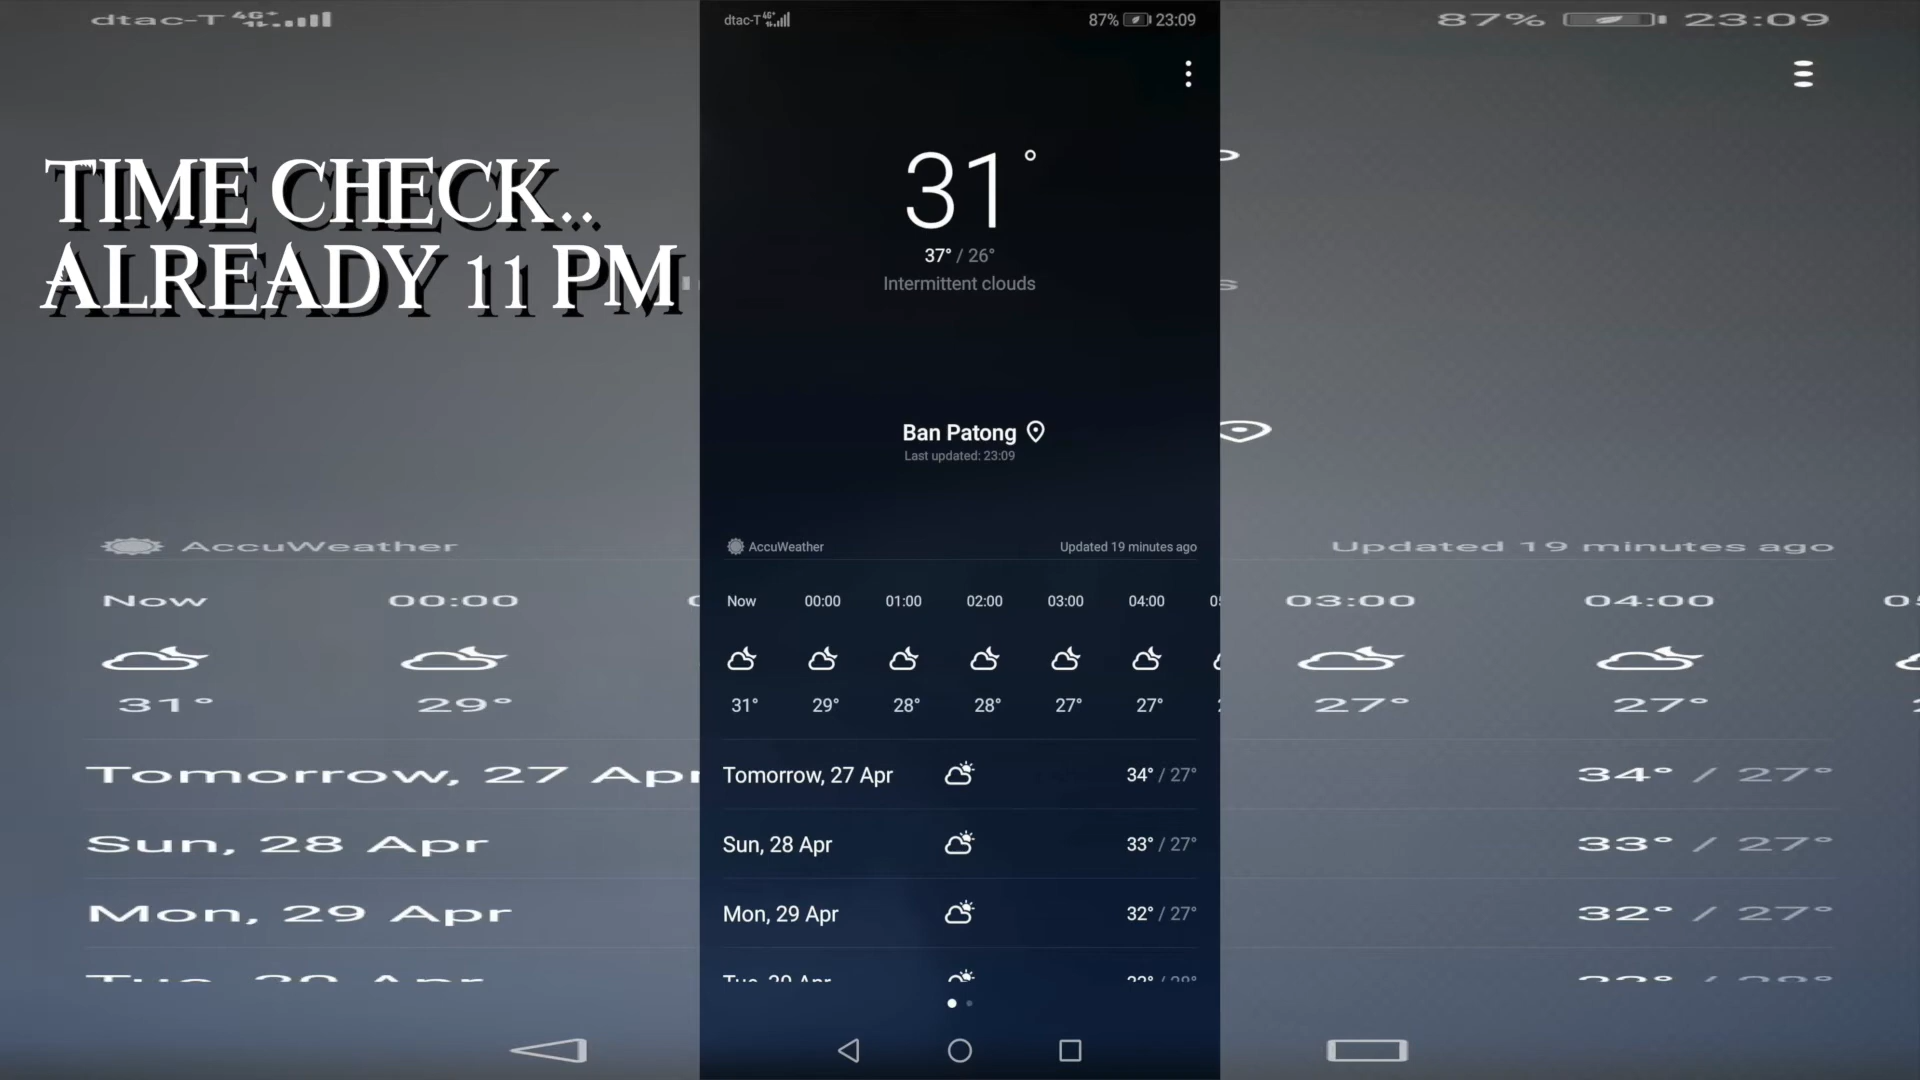 dtac-T 4G+
87% 23:09
TIME CHECK..
ALREADY 11 PM
31°
37° / 26°
Intermittent clouds
Ban Patong
Last updated: 23:09
AccuWeather Updated 19 minutes ago
Now 00:00 01:00 02:00 03:00 04:00
31° 29° 28° 28° 27° 27°
Tomorrow, 27 Apr 34° / 27°
Sun, 28 Apr 33° / 27°
Mon, 29 Apr 32° / 27°